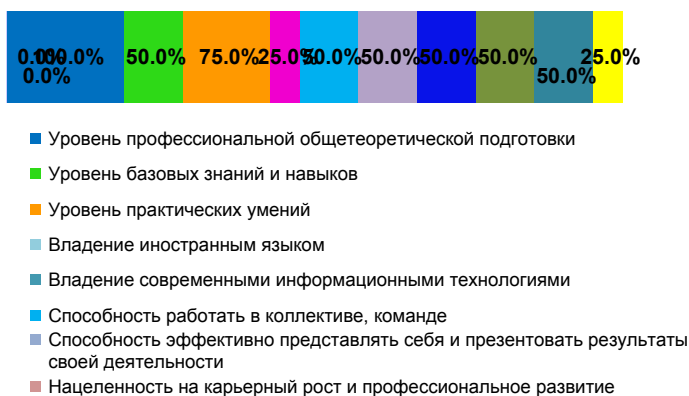 0.0% 100.0% 50.0% 75.0% 25.0% 50.0% 50.0% 50.0% 50.0% 25.0%
0.0% 50.0%
Уровень профессиональной общетеоретической подготовки
Уровень базовых знаний и навыков
Уровень практических умений
Владение иностранным языком
Владение современными информационными технологиями
Способность работать в коллективе, команде
Способность эффективно представлять себя и презентовать результаты
своей деятельности
Нацеленность на карьерный рост и профессиональное развитие